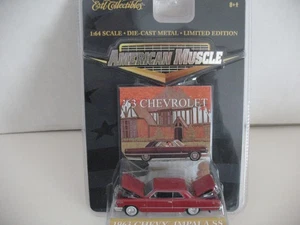 Ertl Collectibles
8+
1:64 SCALE • DIE-CAST METAL • LIMITED EDITION
AMERICAN MUSCLE
'63 CHEVROLET
1963 CHEVY IMPALA SS